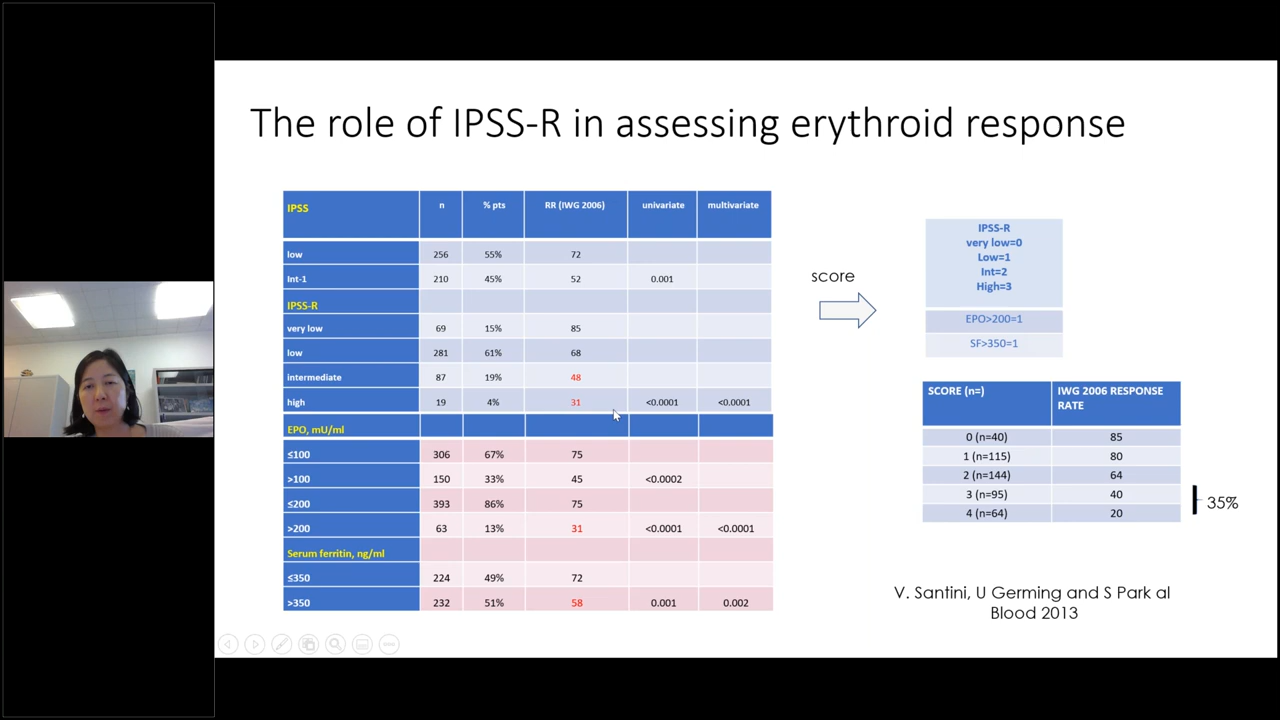 The role of IPSS-R in assessing erythroid response
IPSS n % pts RR (IWG 2006) univariate multivariate
low 256 55% 72
Int-1 210 45% 52 0.001
IPSS-R
very low 69 15% 85
low 281 61% 68
intermediate 87 19% 48
high 19 4% 31 <0.0001 <0.0001
EPO, mU/ml
≤100 306 67% 75
>100 150 33% 45 <0.0002
≤200 393 86% 75
>200 63 13% 31 <0.0001 <0.0001
Serum ferritin, ng/ml
≤350 224 49% 72
>350 232 51% 58 0.001 0.002
score
IPSS-R
very low=0
Low=1
Int=2
High=3
EPO>200=1
SF>350=1
SCORE (n=) IWG 2006 RESPONSE
RATE
0 (n=40) 85
1 (n=115) 80
2 (n=144) 64
3 (n=95) 40
4 (n=64) 20
35%
V. Santini, U Germing and S Park al
Blood 2013